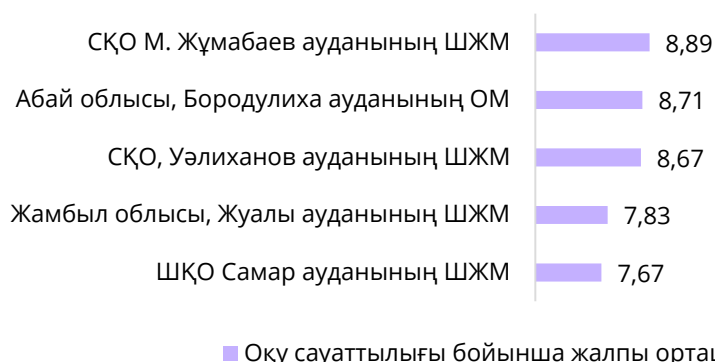 СҚО М. Жұмабаев ауданының ШЖМ 8,89
Абай облысы, Бородулиха ауданының ОМ 8,71
СҚО, Уәлиханов ауданының ШЖМ 8,67
Жамбыл облысы, Жуалы ауданының ШЖМ 7,83
ШҚО Самар ауданының ШЖМ 7,67
Оқу сауаттылығы бойынша жалпы